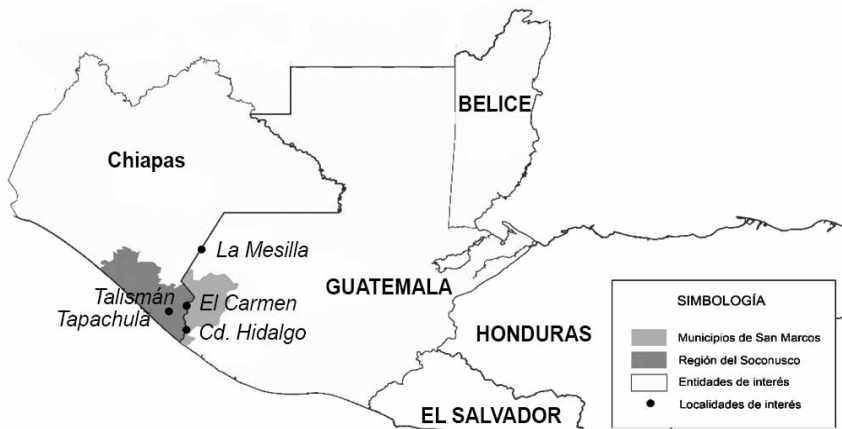 BELICE
Chiapas
La Mesilla
GUATEMALA
Talismán
El Carmen
Tapachula
Cd. Hidalgo
HONDURAS
EL SALVADOR
SIMBOLOGÍA
Municipios de San Marcos
Región del Soconusco
Entidades de interés
Localidades de interés